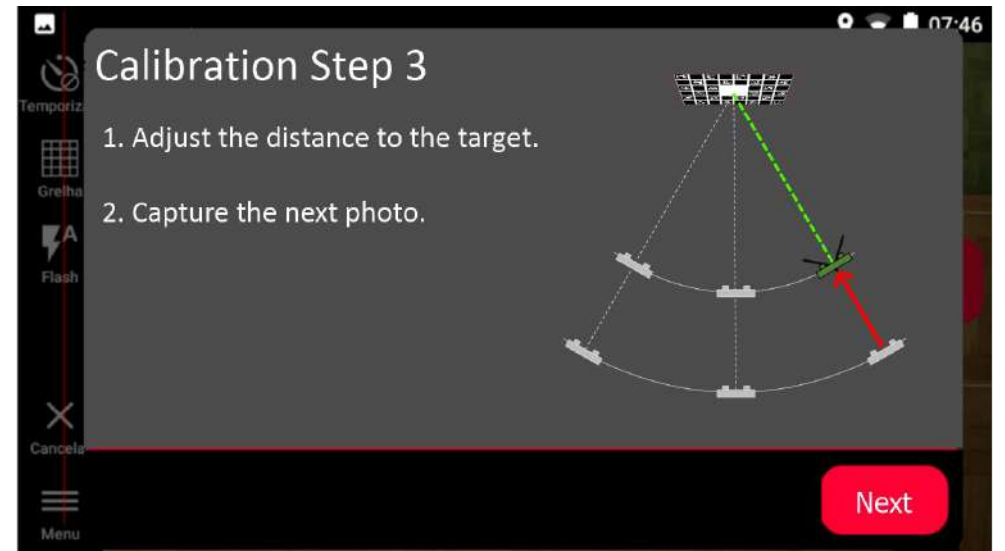 07:46
Calibration Step 3
Temporiz
1. Adjust the distance to the target.
Grelha
2. Capture the next photo.
A
Flash
Cancela
Next
Menu